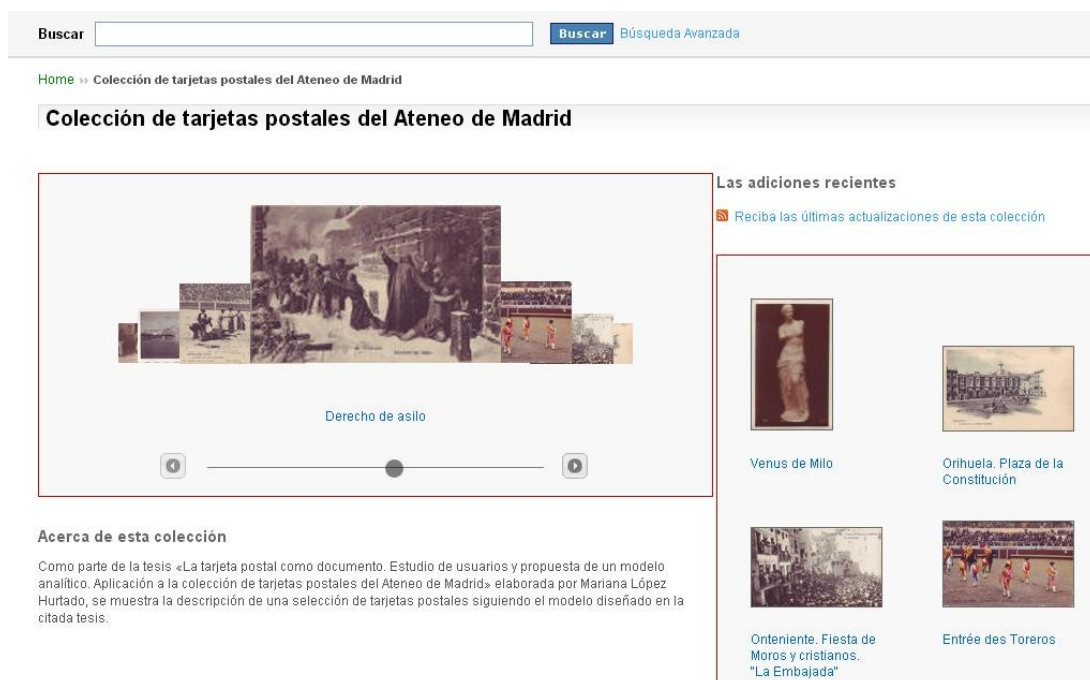 Buscar
Buscar Búsqueda Avanzada
Home » Colección de tarjetas postales del Ateneo de Madrid
Colección de tarjetas postales del Ateneo de Madrid
Derecho de asilo
Acerca de esta colección
Como parte de la tesis «La tarjeta postal como documento. Estudio de usuarios y propuesta de un modelo
analítico. Aplicación a la colección de tarjetas postales del Ateneo de Madrid» elaborada por Mariana López
Hurtado, se muestra la descripción de una selección de tarjetas postales siguiendo el modelo diseñado en la
citada tesis.
Las adiciones recientes
Reciba las últimas actualizaciones de esta colección
Venus de Milo
Orihuela. Plaza de la
Constitución
Onteniente. Fiesta de
Moros y cristianos.
"La Embajada"
Entrée des Toreros